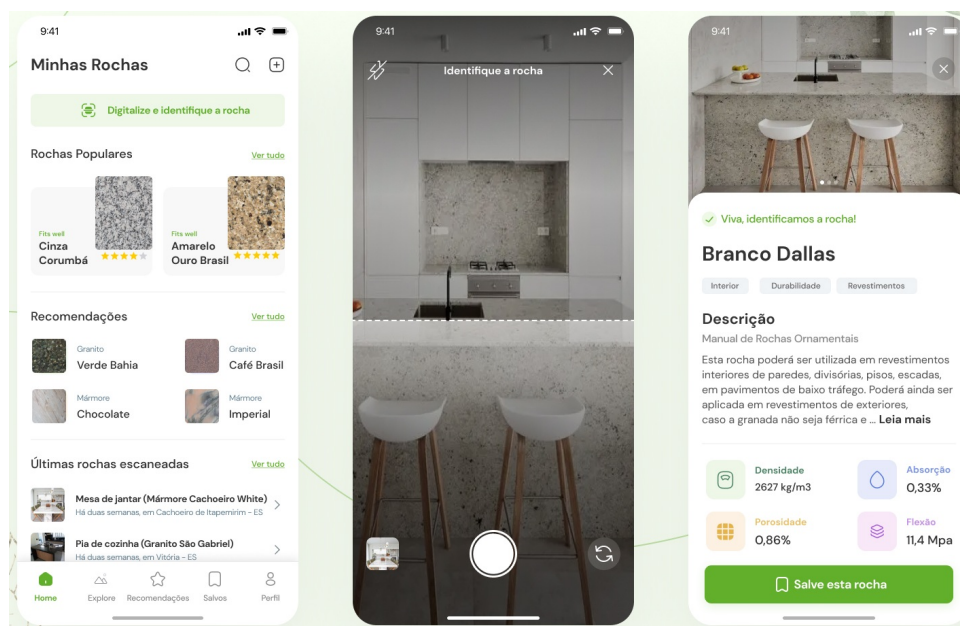 9:41
Minhas Rochas
Digitalize e identifique a rocha
Rochas Populares
Ver tudo
Fits well
Cinza
Corumbá
Fits well
Amarelo
Ouro Brasil
Recomendações
Ver tudo
Granito
Verde Bahia
Granito
Café Brasil
Mármore
Chocolate
Mármore
Imperial
Últimas rochas escaneadas
Ver tudo
Mesa de jantar (Mármore Cachoeiro White)
Há duas semanas, em Cachoeiro de Itapemirim - ES
Pia de cozinha (Granito São Gabriel)
Há duas semanas, em Vitória - ES
Home
Explore
Recomendações
Salvos
Perfil
9:41
Identifique a rocha
9:41
Viva, identificamos a rocha!
Branco Dallas
Interior
Durabilidade
Revestimentos
Descrição
Manual de Rochas Ornamentais
Esta rocha poderá ser utilizada em revestimentos
interiores de paredes, divisórias, pisos, escadas,
em pavimentos de baixo tráfego. Poderá ainda ser
aplicada em revestimentos de exteriores,
caso a granada não seja férrica e ... Leia mais
Densidade
2627 kg/m3
Absorção
0,33%
Porosidade
0,86%
Flexão
11,4 Mpa
Salve esta rocha